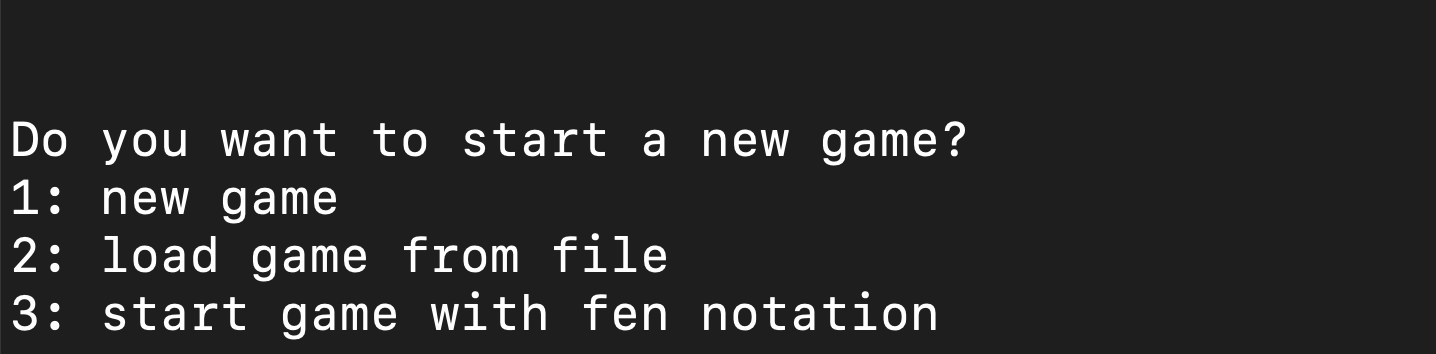 Do you want to start a new game?
1: new game
2: load game from file
3: start game with fen notation